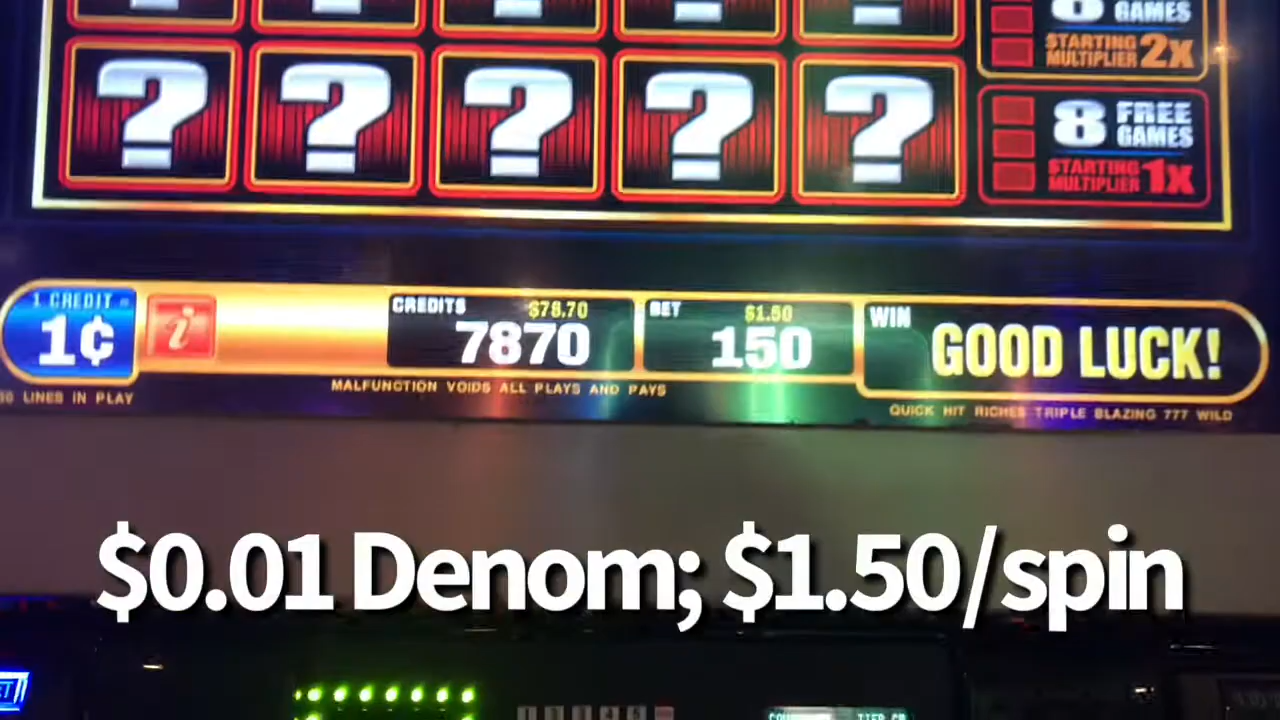 8 GAMES
STARTING MULTIPLIER 2X
? ? ? ? ?
8 FREE GAMES
STARTING MULTIPLIER 1X
1 CREDIT =
1¢
i
CREDITS $78.70
7870
BET $1.50
150
WIN
GOOD LUCK!
LINES IN PLAY
MALFUNCTION VOIDS ALL PLAYS AND PAYS
QUICK HIT RICHES TRIPLE BLAZING 777 WILD
$0.01 Denom; $1.50/spin